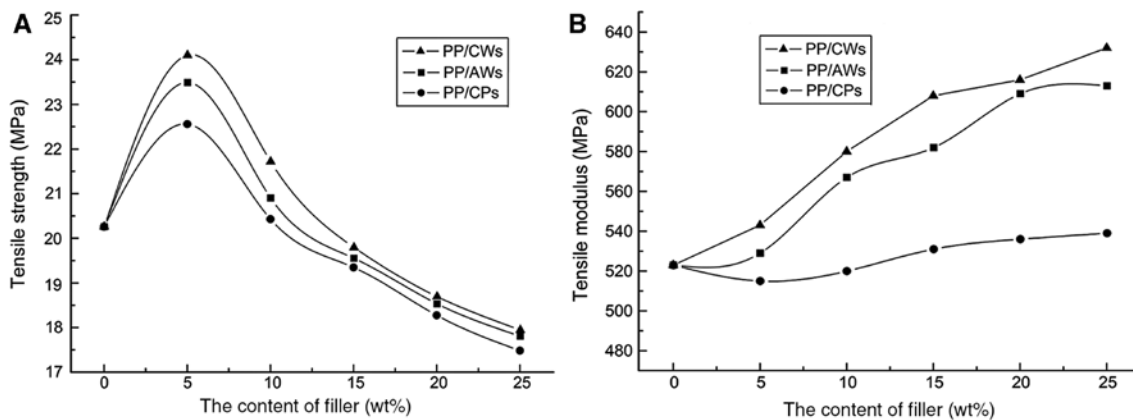 A
25
24
23
22
21
20
19
18
17
Tensile strength (MPa)
PP/CWs
PP/AWs
PP/CPs
0 5 10 15 20 25
The content of filler (wt%)
B
640
620
600
580
560
540
520
500
480
Tensile modulus (MPa)
PP/CWs
PP/AWs
PP/CPs
0 5 10 15 20 25
The content of filler (wt%)